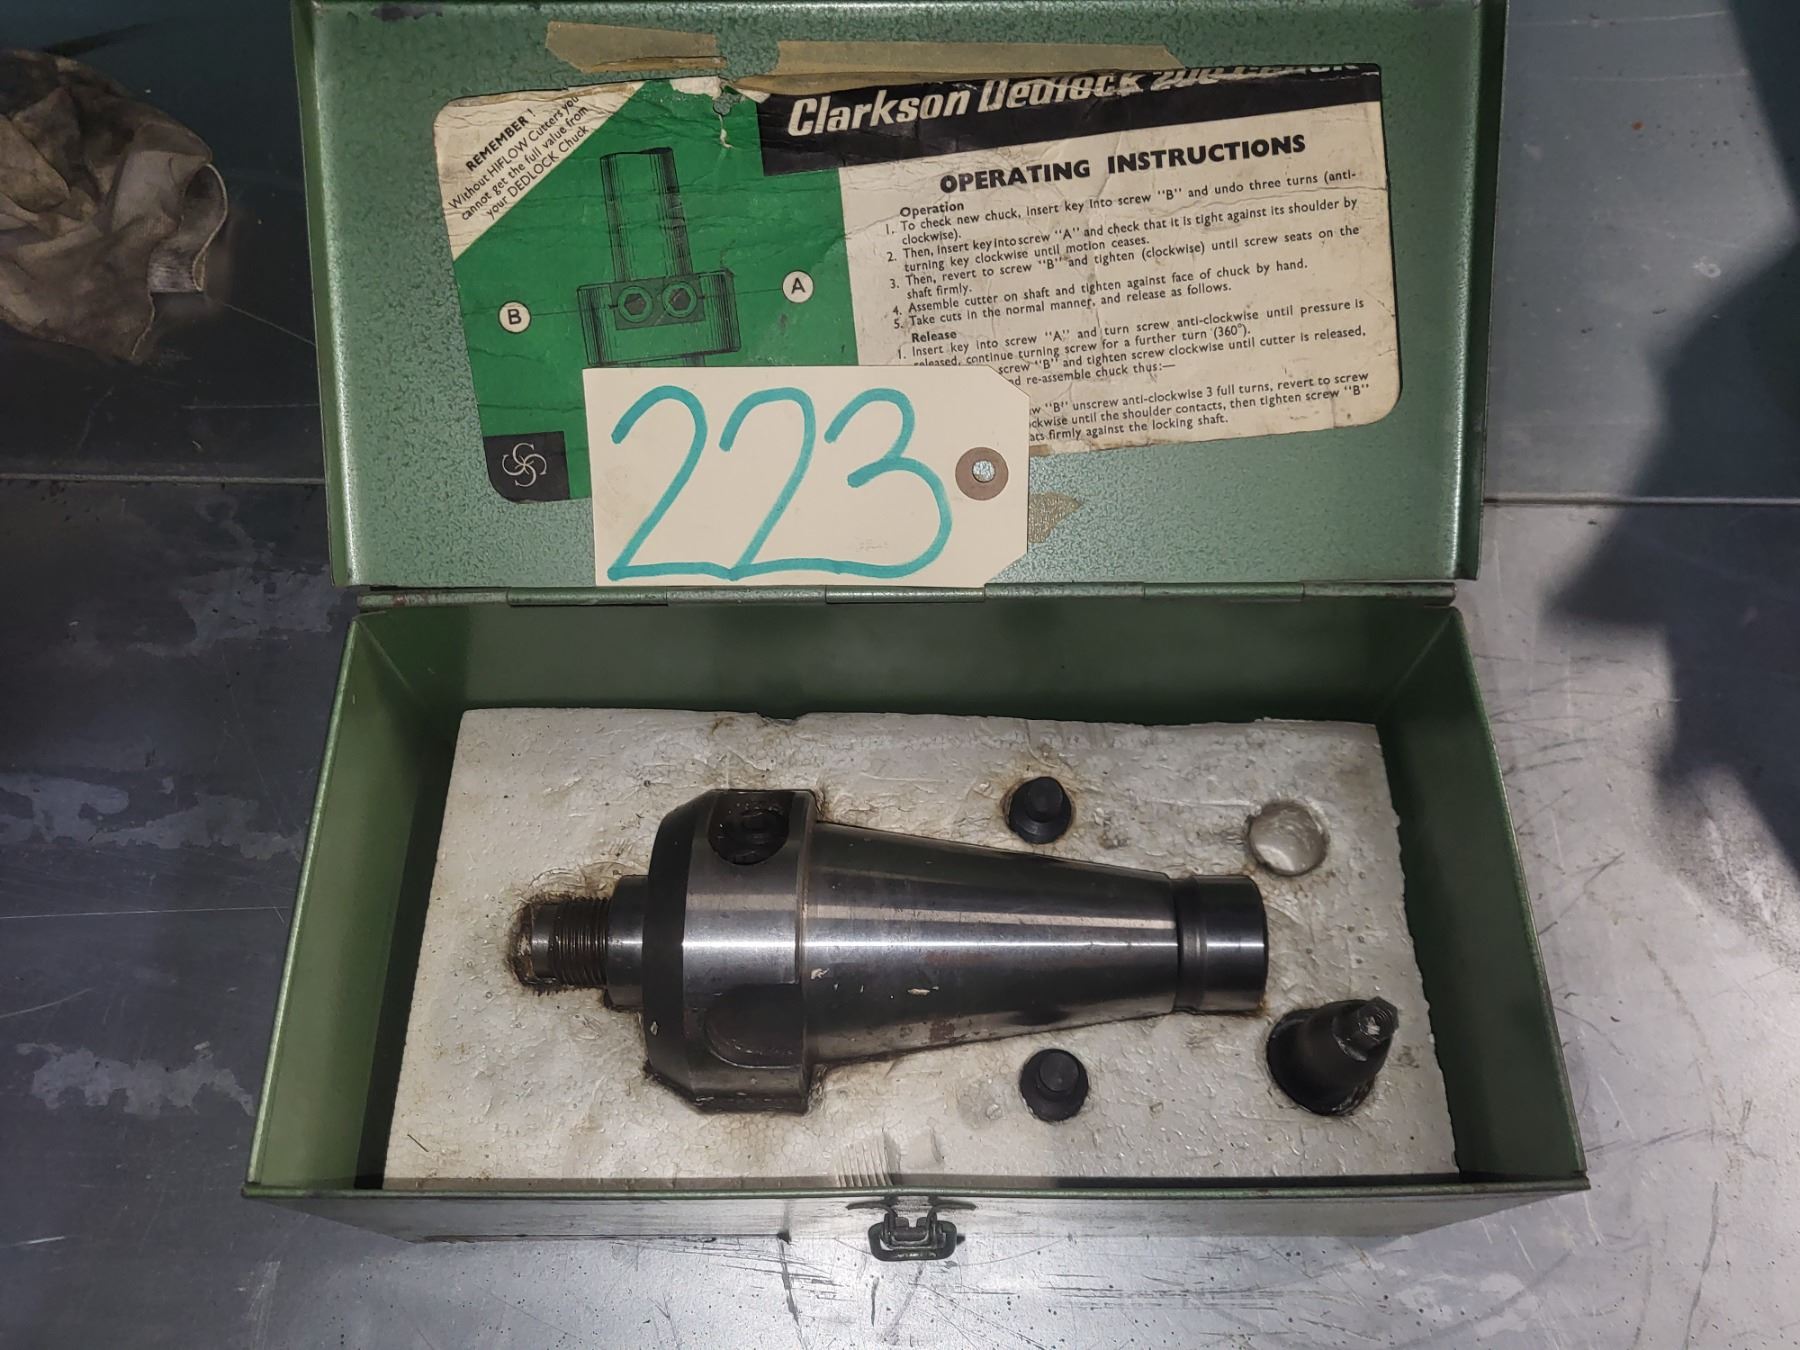 REMEMBER !
Without HIFLOW Cutters you
cannot get the full value from
your DEDLOCK Chuck
Clarkson Dedlock 200 Chuck
OPERATING INSTRUCTIONS
Operation
1. To check new chuck, insert key into screw "B" and undo three turns (anti-
clockwise).
2. Then, insert key into screw "A" and check that it is tight against its shoulder by
turning key clockwise until motion ceases.
3. Then, revert to screw "B" and tighten (clockwise) until screw seats on the
shaft firmly.
4. Assemble cutter on shaft and tighten against face of chuck by hand.
5. Take cuts in the normal manner, and release as follows.
Release
1. Insert key into screw "A" and turn screw anti-clockwise until pressure is
released, continue turning screw for a further turn (360°).
screw "B" and tighten screw clockwise until cutter is released,
re-assemble chuck thus:—
"B" unscrew anti-clockwise 3 full turns, revert to screw
until the shoulder contacts, then tighten screw "B"
firmly against the locking shaft.
A
B
223